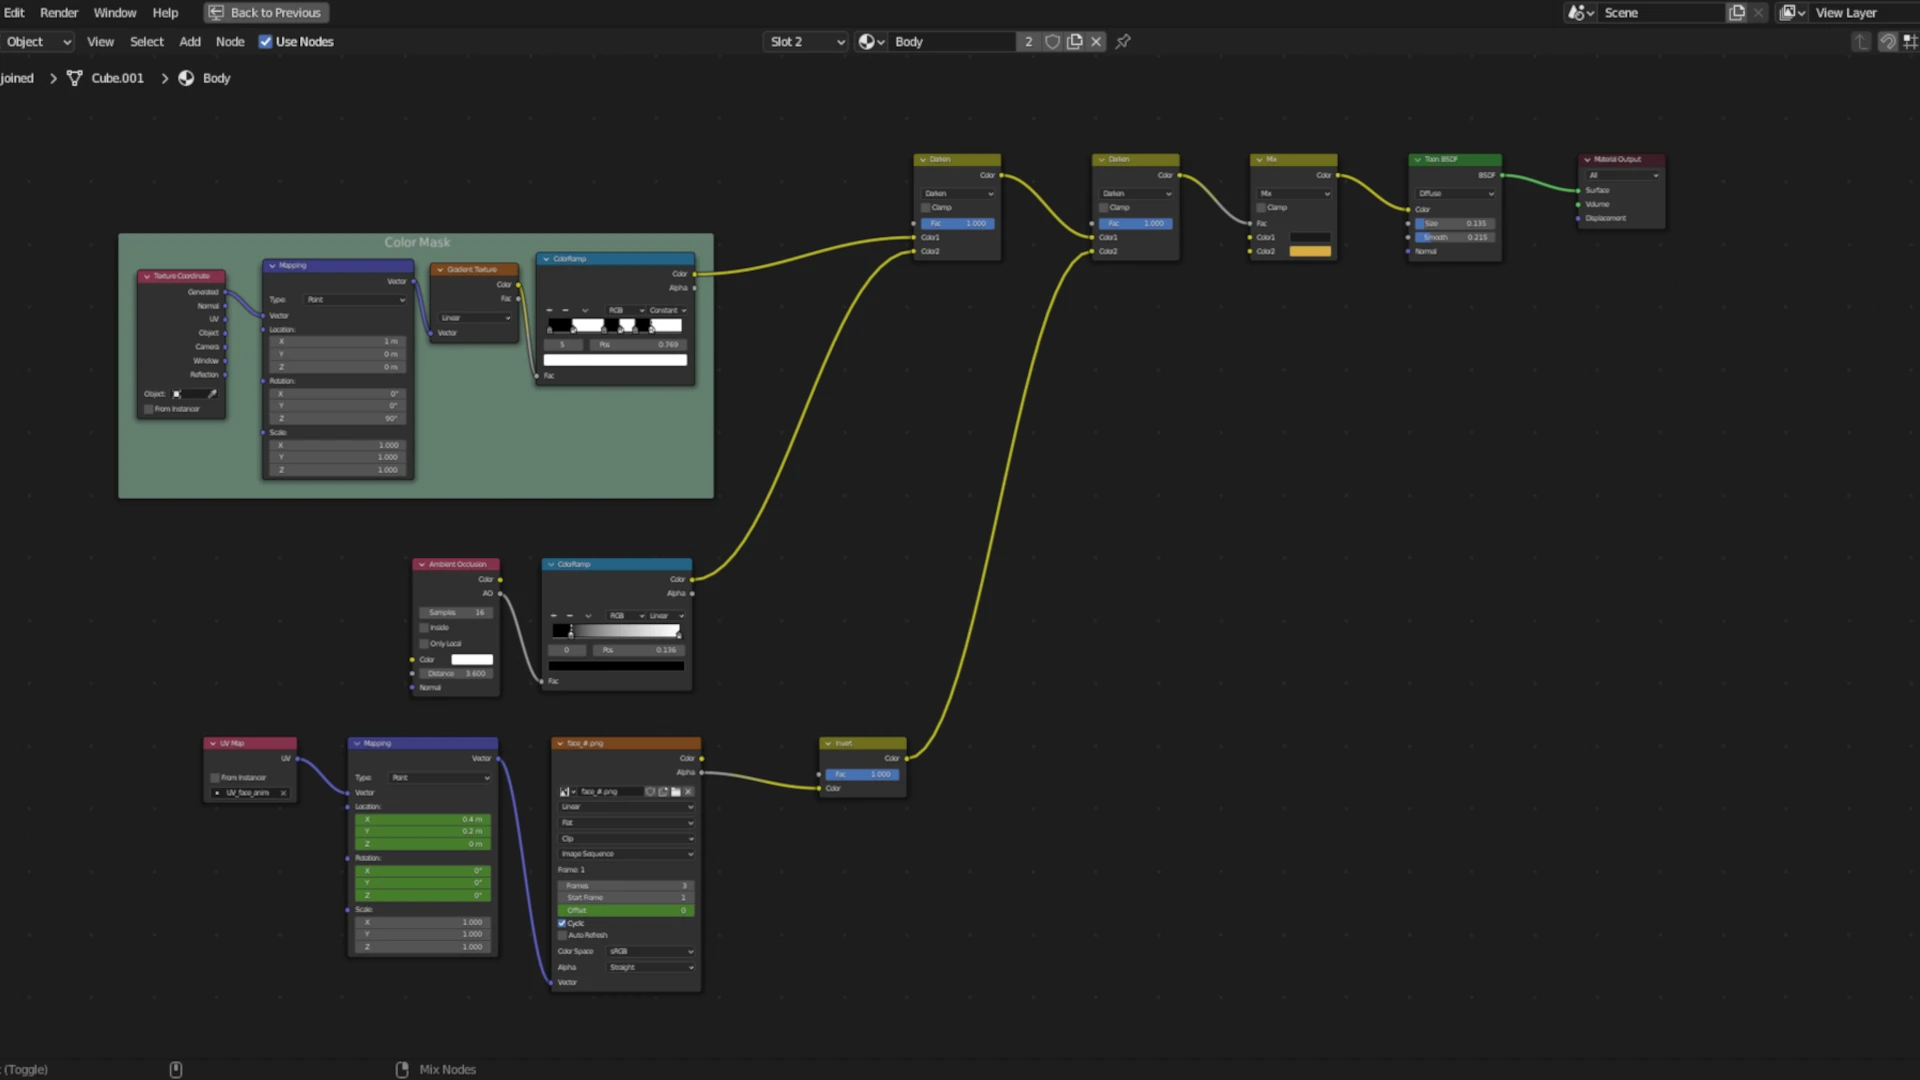 Edit Render Window Help Back to Previous Scene View Layer
Object View Select Add Node Use Nodes Slot 2 Body 2
joined > Cube.001 > Body
Darken
Color
Darken
Clamp
Fac 1.000
Color1
Color2
Darken
Color
Darken
Clamp
Fac 1.000
Color1
Color2
Mix
Color
Mix
Clamp
Fac
Color1
Color2
Toon BSDF
BSDF
Diffuse
Color
Size 0.135
Smooth 0.215
Normal
Material Output
All
Surface
Volume
Displacement
Color Mask
Texture Coordinate
Generated
Normal
UV
Object
Camera
Window
Reflection
Object:
From Instancer
Mapping
Vector
Type: Point
Vector
Location:
X 1 m
Y 0 m
Z 0 m
Rotation:
X 0°
Y 0°
Z 90°
Scale:
X 1.000
Y 1.000
Z 1.000
Gradient Texture
Color
Fac
Linear
Vector
ColorRamp
Color
Alpha
+ − RGB Constant
5 Pos 0.769
Fac
Ambient Occlusion
Color
AO
Samples 16
Inside
Only Local
Color
Distance 3.600
Normal
ColorRamp
Color
Alpha
+ − RGB Linear
0 Pos 0.136
Fac
UV Map
UV
From Instancer
UV_face_anim
Mapping
Vector
Type: Point
Vector
Location:
X 0.4 m
Y 0.2 m
Z 0 m
Rotation:
X 0°
Y 0°
Z 0°
Scale:
X 1.000
Y 1.000
Z 1.000
face_#.png
Color
Alpha
face_#.png
Linear
Flat
Clip
Image Sequence
Frame: 1
Frames 3
Start Frame 1
Offset 0
Cyclic
Auto Refresh
Color Space sRGB
Alpha Straight
Vector
Invert
Color
Fac 1.000
Color
(Toggle) Mix Nodes